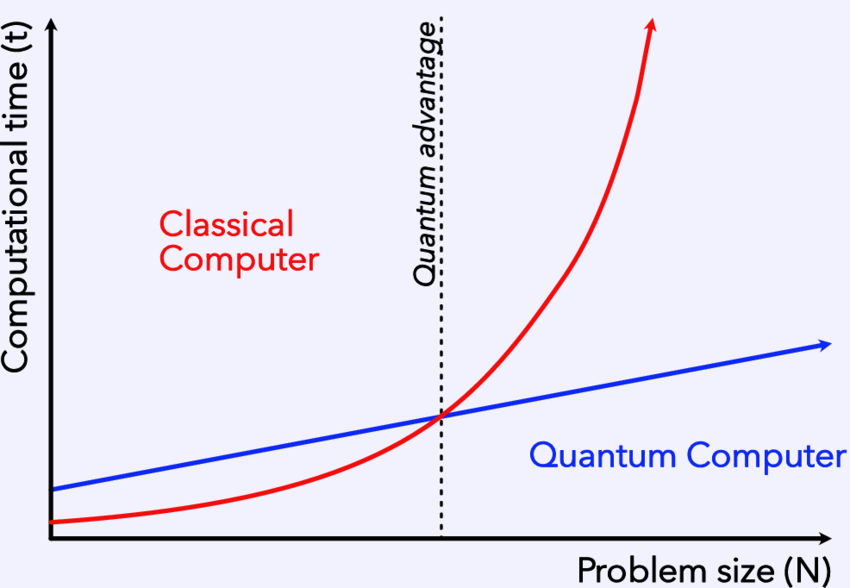 Computational time (t)
Quantum advantage
Classical
Computer
Quantum Computer
Problem size (N)